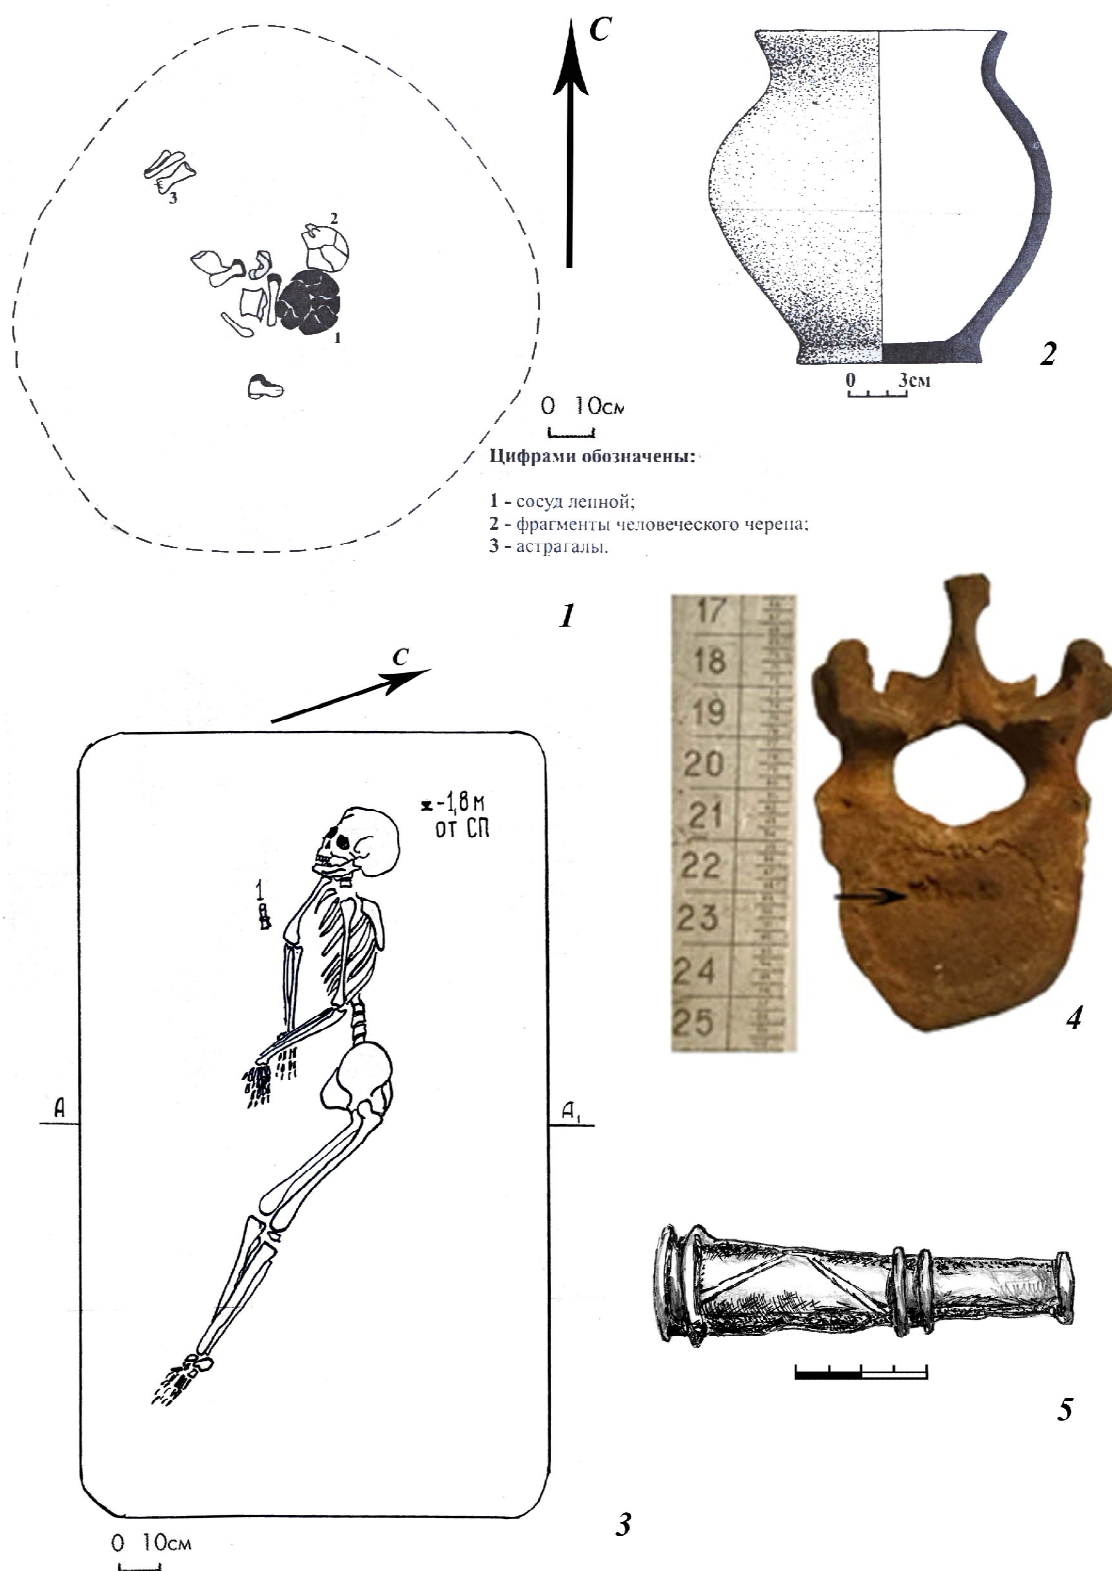 С
3
2
1
0 10см
Цифрами обозначены:
1 - сосуд лепной;
2 - фрагменты человеческого черепа;
3 - астрагалы.
1
0 3см
2
С
-1,8 м
от СП
1
А
А₁
0 10см
3
17
18
19
20
21
22
23
24
25
4
5